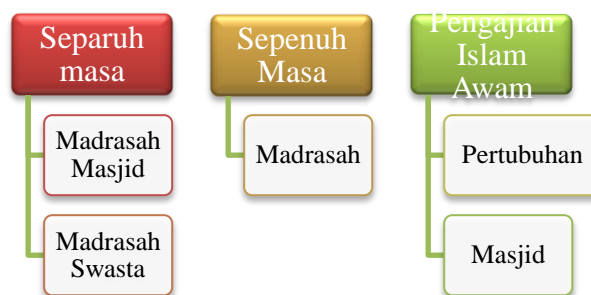 Separuh
masa
Madrasah
Masjid
Madrasah
Swasta
Sepenuh
Masa
Madrasah
Pengajian
Islam
Awam
Pertubuhan
Masjid